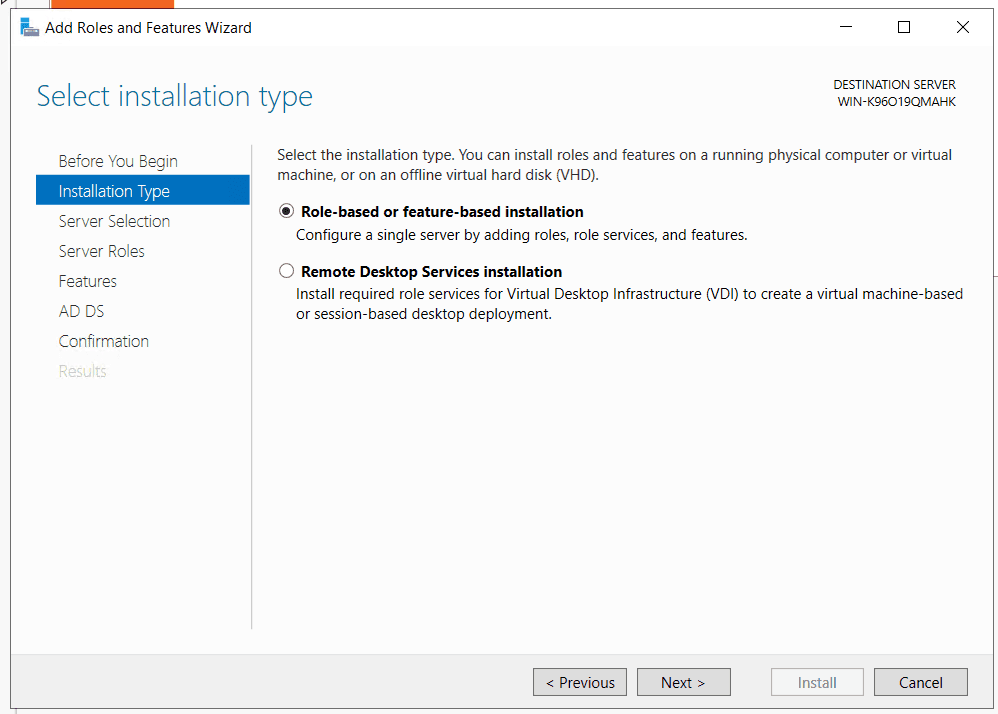 Add Roles and Features Wizard
Select installation type
DESTINATION SERVER
WIN-K96O19QMAHK
Before You Begin
Installation Type
Server Selection
Server Roles
Features
AD DS
Confirmation
Results
Select the installation type. You can install roles and features on a running physical computer or virtual
machine, or on an offline virtual hard disk (VHD).
Role-based or feature-based installation
Configure a single server by adding roles, role services, and features.
Remote Desktop Services installation
Install required role services for Virtual Desktop Infrastructure (VDI) to create a virtual machine-based
or session-based desktop deployment.
< Previous
Next >
Install
Cancel